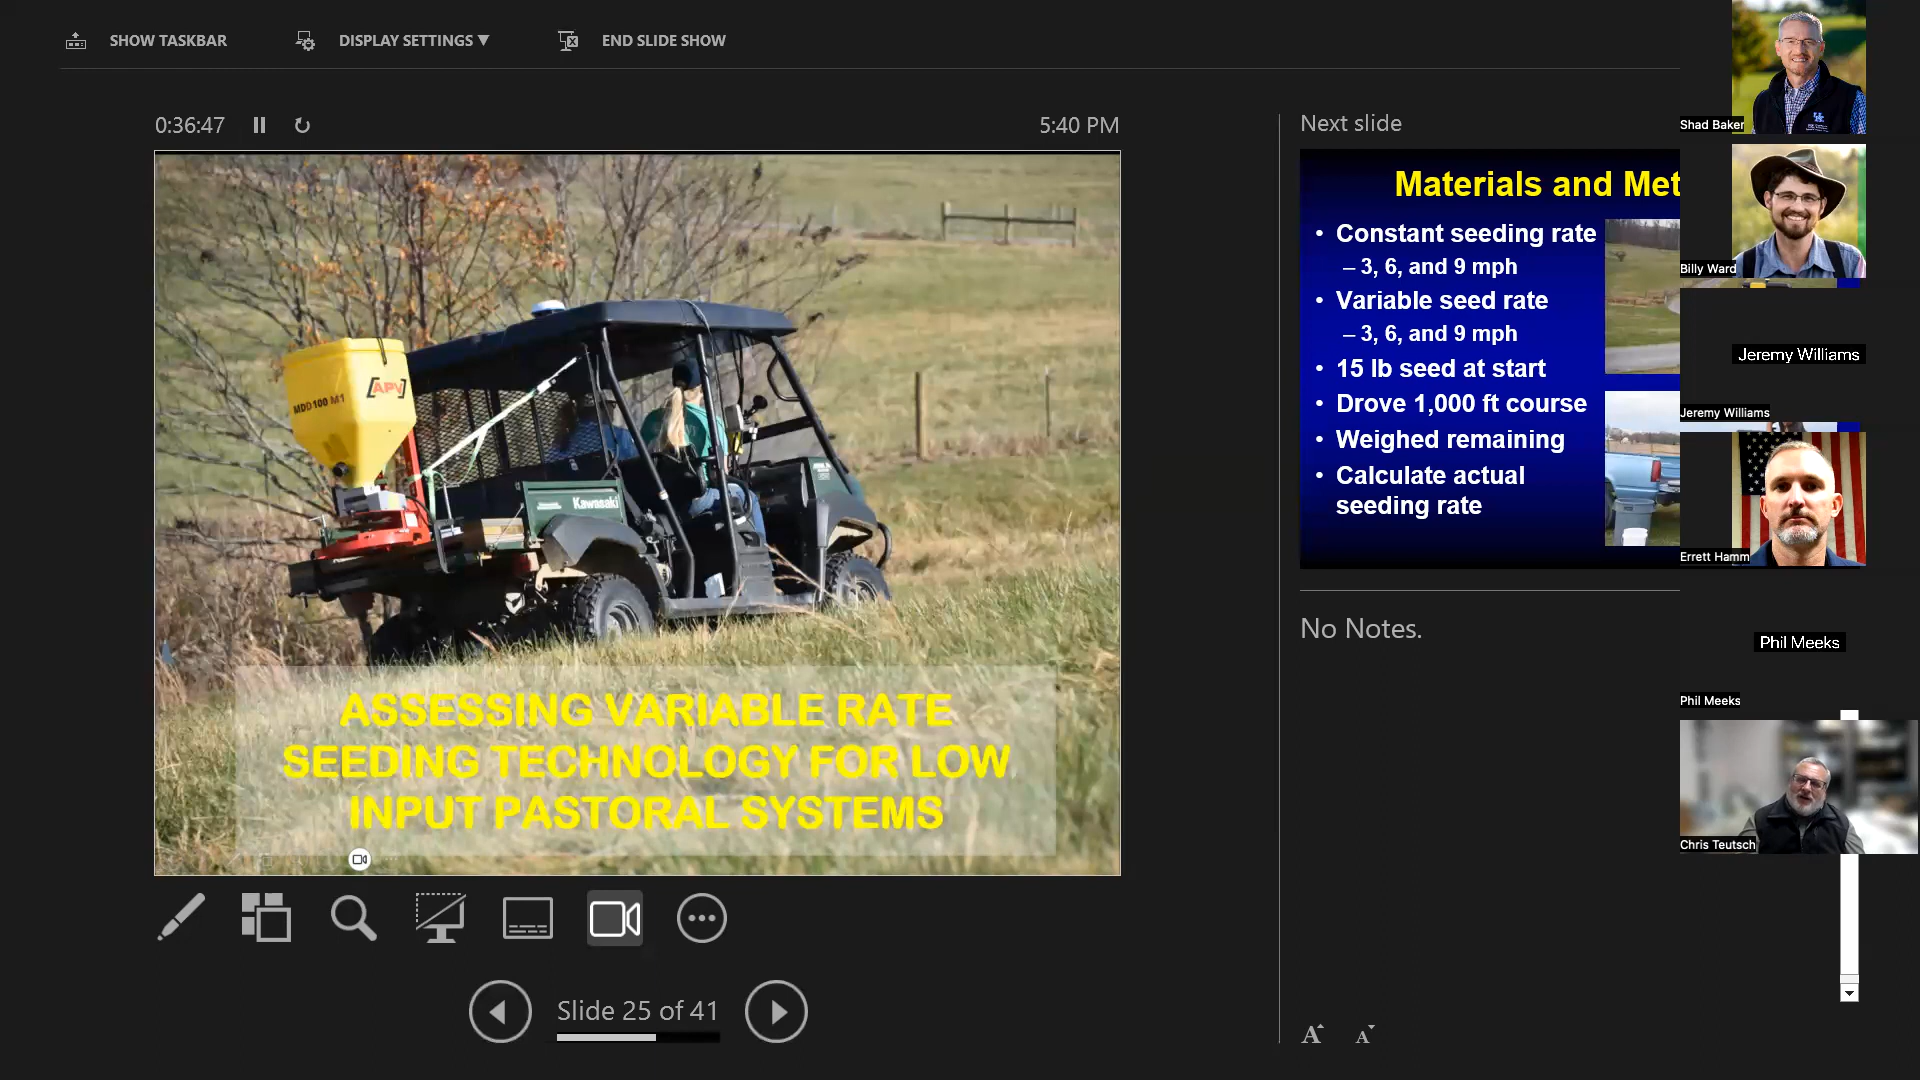 SHOW TASKBAR
DISPLAY SETTINGS ▼
END SLIDE SHOW
0:36:47
5:40 PM
APV
MDD 100 M1
Kawasaki
ASSESSING VARIABLE RATE
SEEDING TECHNOLOGY FOR LOW
INPUT PASTORAL SYSTEMS
Slide 25 of 41
Next slide
Materials and Met
• Constant seeding rate
– 3, 6, and 9 mph
• Variable seed rate
– 3, 6, and 9 mph
• 15 lb seed at start
• Drove 1,000 ft course
• Weighed remaining
• Calculate actual
seeding rate
No Notes.
A A
Shad Baker
Billy Ward
Jeremy Williams
Jeremy Williams
Errett Hamm
Phil Meeks
Phil Meeks
Chris Teutsch